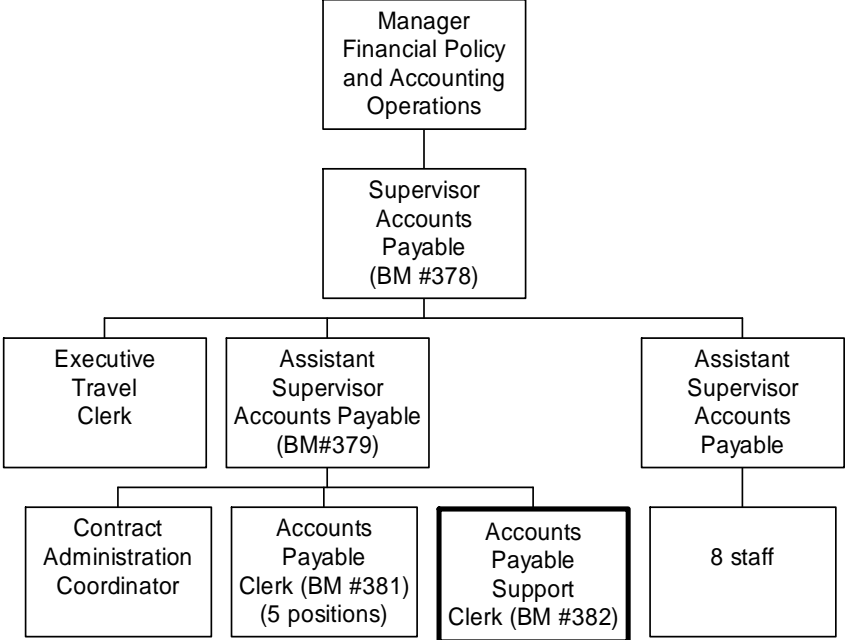 Manager
Financial Policy
and Accounting
Operations
Supervisor
Accounts
Payable
(BM #378)
Executive
Travel
Clerk
Assistant
Supervisor
Accounts Payable
(BM#379)
Assistant
Supervisor
Accounts
Payable
Contract
Administration
Coordinator
Accounts
Payable
Clerk (BM #381)
(5 positions)
Accounts
Payable
Support
Clerk (BM #382)
8 staff